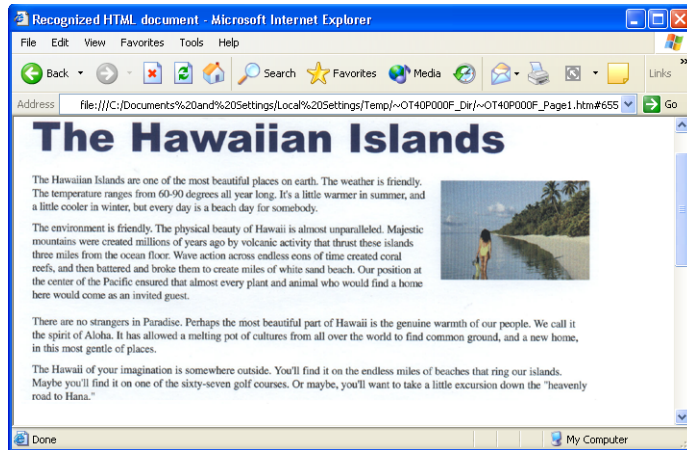 Recognized HTML document - Microsoft Internet Explorer
File Edit View Favorites Tools Help
Back Search Favorites Media Links »
Address file:///C:/Documents%20and%20Settings/Local%20Settings/Temp/~OT40P000F_Dir/~OT40P000F_Page1.htm#655 Go
The Hawaiian Islands
The Hawaiian Islands are one of the most beautiful places on earth. The weather is friendly.
The temperature ranges from 60-90 degrees all year long. It's a little warmer in summer, and
a little cooler in winter, but every day is a beach day for somebody.
The environment is friendly. The physical beauty of Hawaii is almost unparalleled. Majestic
mountains were created millions of years ago by volcanic activity that thrust these islands
three miles from the ocean floor. Wave action across endless eons of time created coral
reefs, and then battered and broke them to create miles of white sand beach. Our position at
the center of the Pacific ensured that almost every plant and animal who would find a home
here would come as an invited guest.
There are no strangers in Paradise. Perhaps the most beautiful part of Hawaii is the genuine warmth of our people. We call it
the spirit of Aloha. It has allowed a melting pot of cultures from all over the world to find common ground, and a new home,
in this most gentle of places.
The Hawaii of your imagination is somewhere outside. You'll find it on the endless miles of beaches that ring our islands.
Maybe you'll find it on one of the sixty-seven golf courses. Or maybe, you'll want to take a little excursion down the "heavenly
road to Hana."
Done My Computer